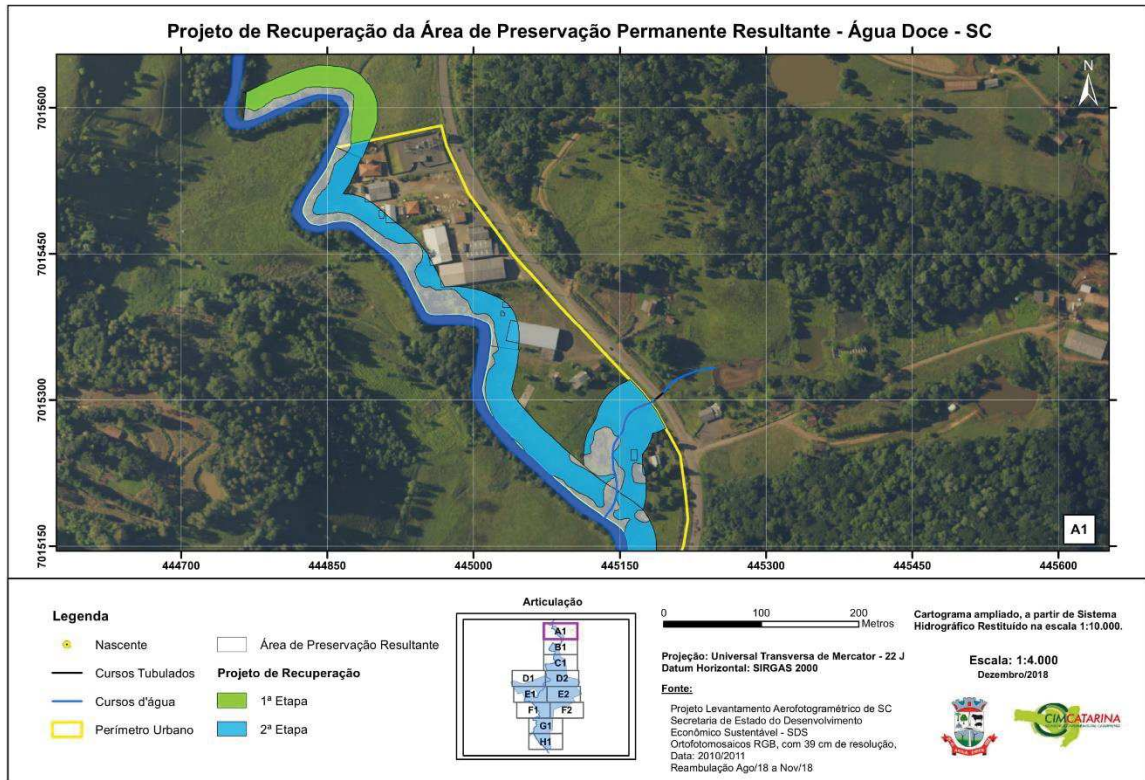 Projeto de Recuperação da Área de Preservação Permanente Resultante - Água Doce - SC
N
7015600
7015450
7015300
7015150
A1
444700
444850
445000
445150
445300
445450
445600
Legenda
Nascente
Cursos Tubulados
Cursos d'água
Perímetro Urbano
Área de Preservação Resultante
Projeto de Recuperação
1ª Etapa
2ª Etapa
Articulação
A1
B1
C1
D1
D2
E1
E2
F1
F2
G1
H1
0 100 200
Metros
Projeção: Universal Transversa de Mercator - 22 J
Datum Horizontal: SIRGAS 2000
Fonte:
Projeto Levantamento Aerofotogramétrico de SC
Secretaria de Estado do Desenvolvimento
Econômico Sustentável - SDS
Ortofotomosaicos RGB, com 39 cm de resolução,
Data: 2010/2011
Reambulação Ago/18 a Nov/18
Cartograma ampliado, a partir de Sistema
Hidrográfico Restituído na escala 1:10.000.
Escala: 1:4.000
Dezembro/2018
CIMCATARINA